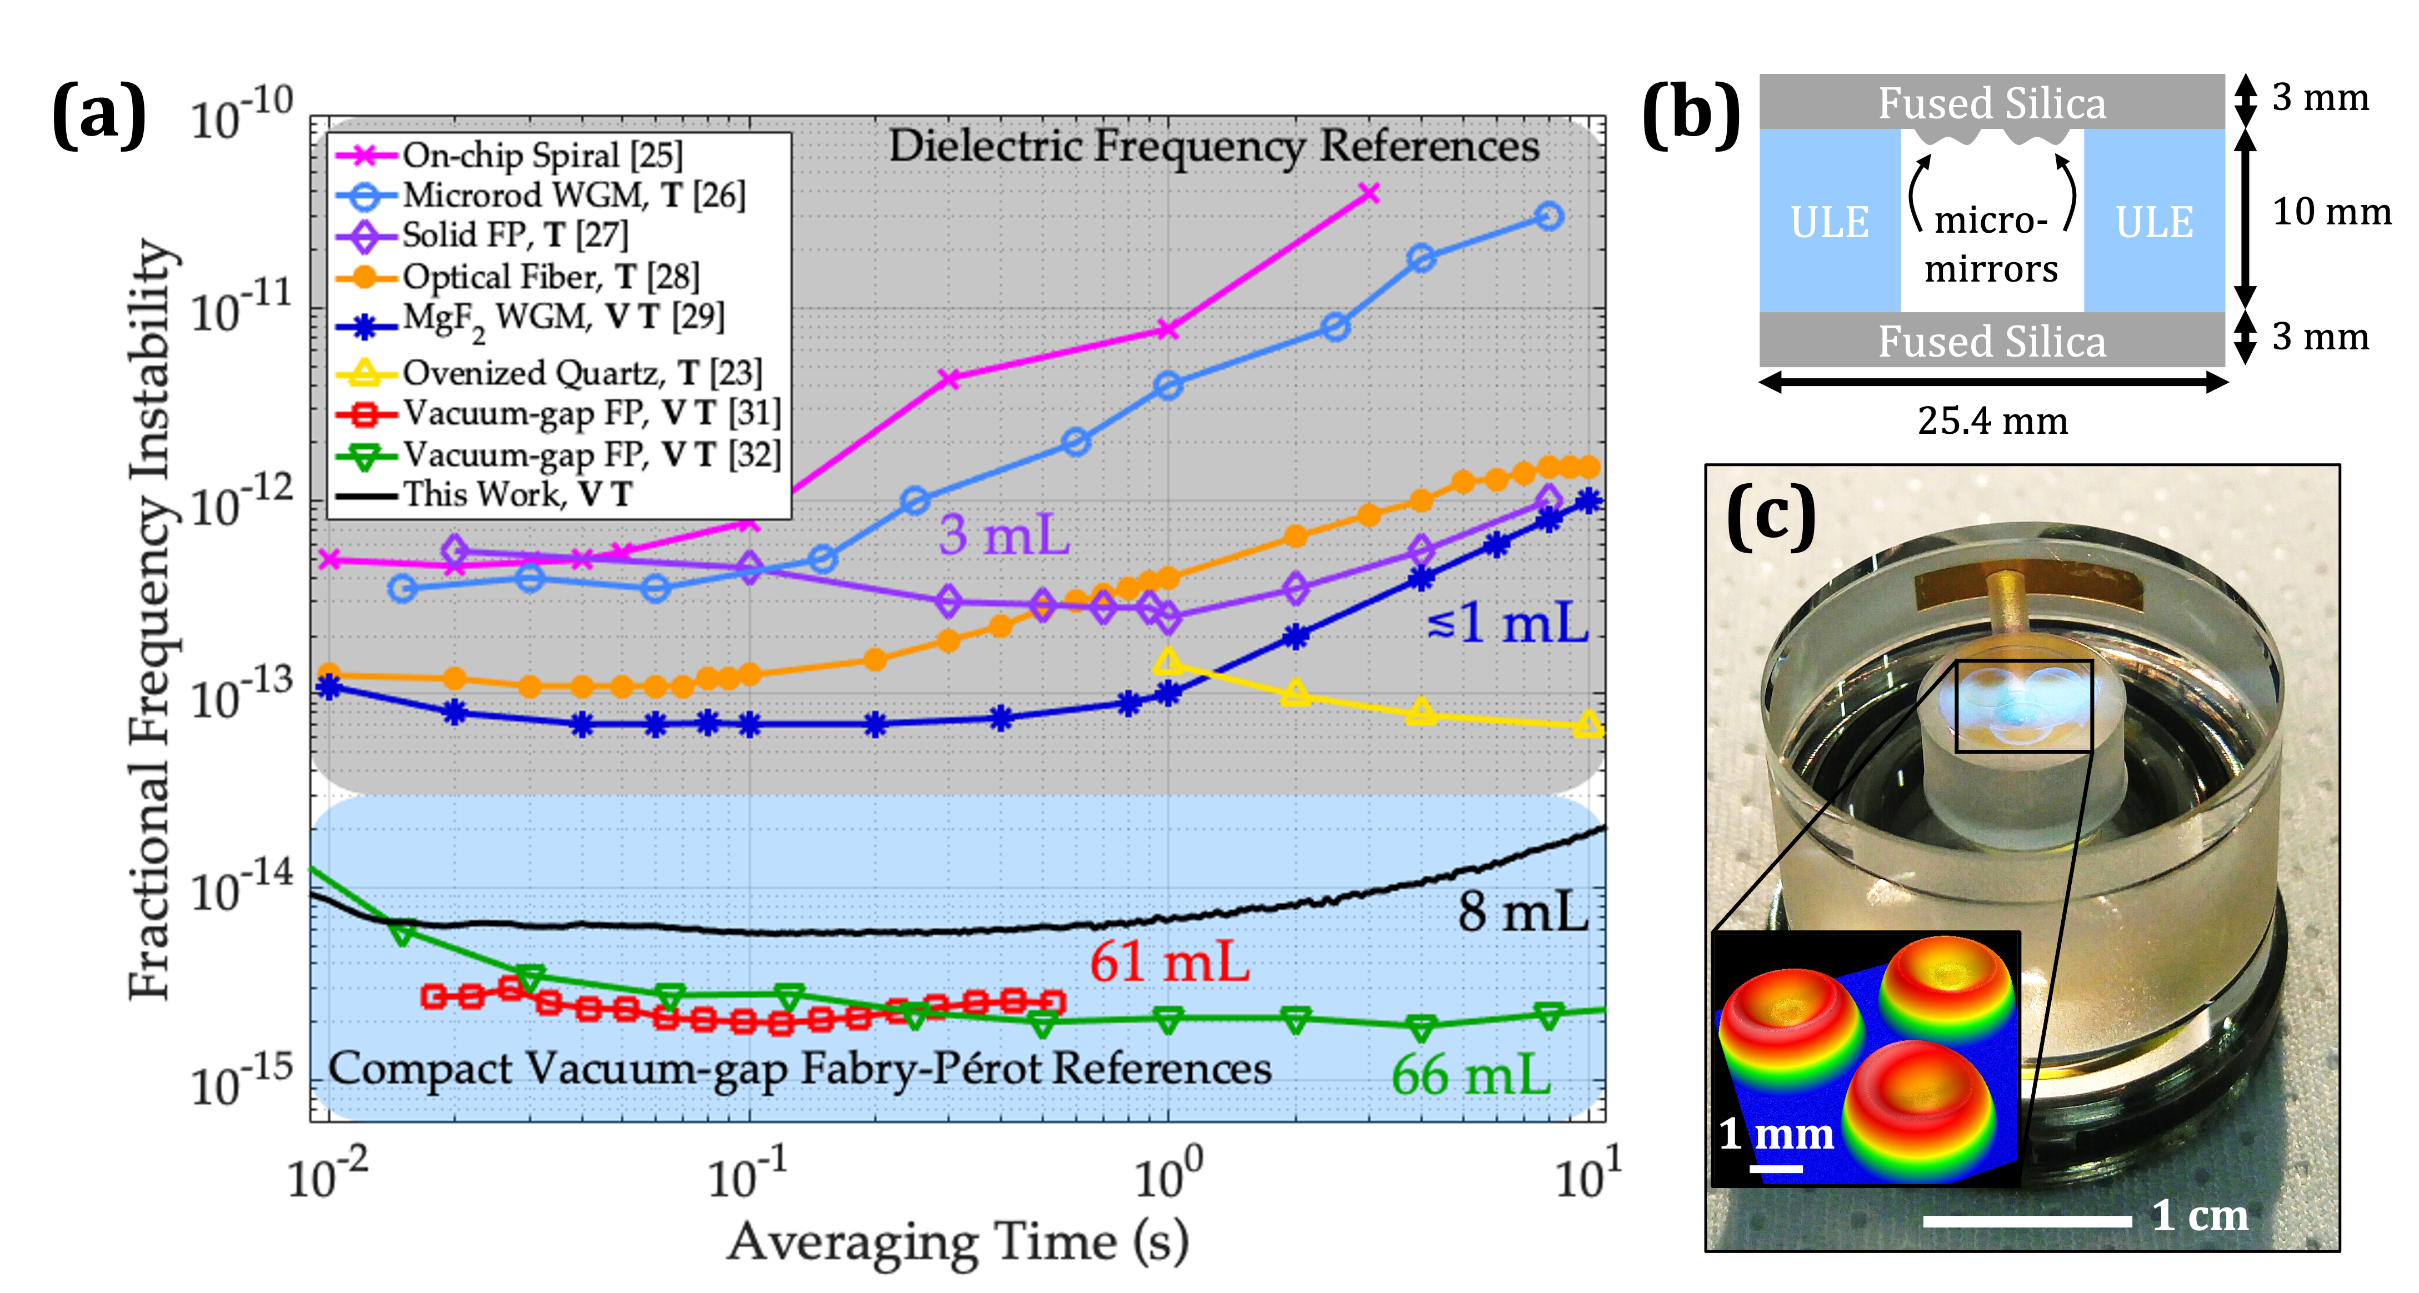 (a)
Fractional Frequency Instability
10-10
10-11
10-12
10-13
10-14
10-15
On-chip Spiral [25]
Microrod WGM, T [26]
Solid FP, T [27]
Optical Fiber, T [28]
MgF2 WGM, V T [29]
Ovenized Quartz, T [23]
Vacuum-gap FP, V T [31]
Vacuum-gap FP, V T [32]
This Work, V T
Dielectric Frequency References
3 mL
≲1 mL
8 mL
61 mL
66 mL
Compact Vacuum-gap Fabry-Pérot References
10-2
10-1
100
101
Averaging Time (s)
(b)
Fused Silica
3 mm
ULE
micro-
mirrors
ULE
10 mm
Fused Silica
3 mm
25.4 mm
(c)
1 mm
1 cm